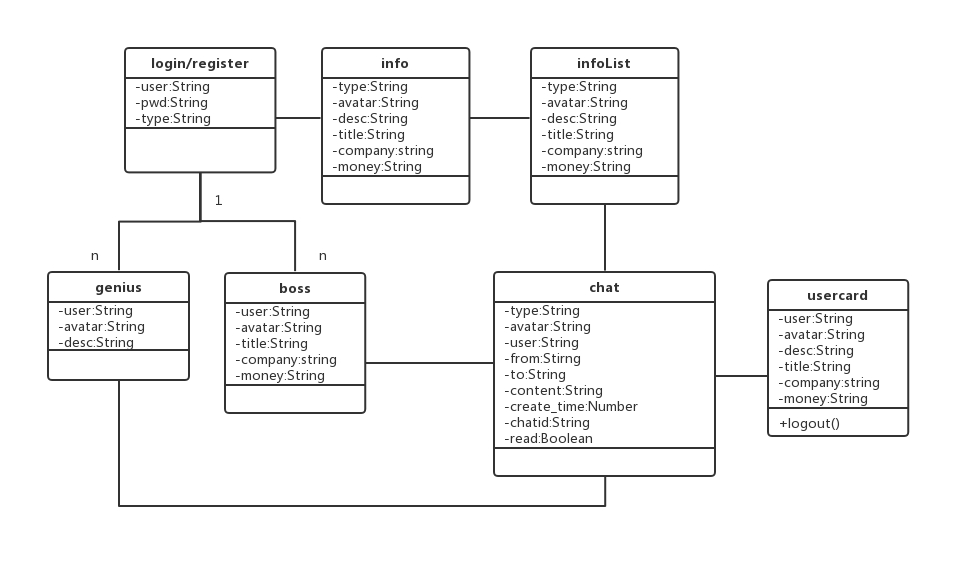 login/register
-user:String
-pwd:String
-type:String
info
-type:String
-avatar:String
-desc:String
-title:String
-company:string
-money:String
infoList
-type:String
-avatar:String
-desc:String
-title:String
-company:string
-money:String
1
n
n
genius
-user:String
-avatar:String
-desc:String
boss
-user:String
-avatar:String
-title:String
-company:string
-money:String
chat
-type:String
-avatar:String
-user:String
-from:Stirng
-to:String
-content:String
-create_time:Number
-chatid:String
-read:Boolean
usercard
-user:String
-avatar:String
-desc:String
-title:String
-company:string
-money:String
+logout()